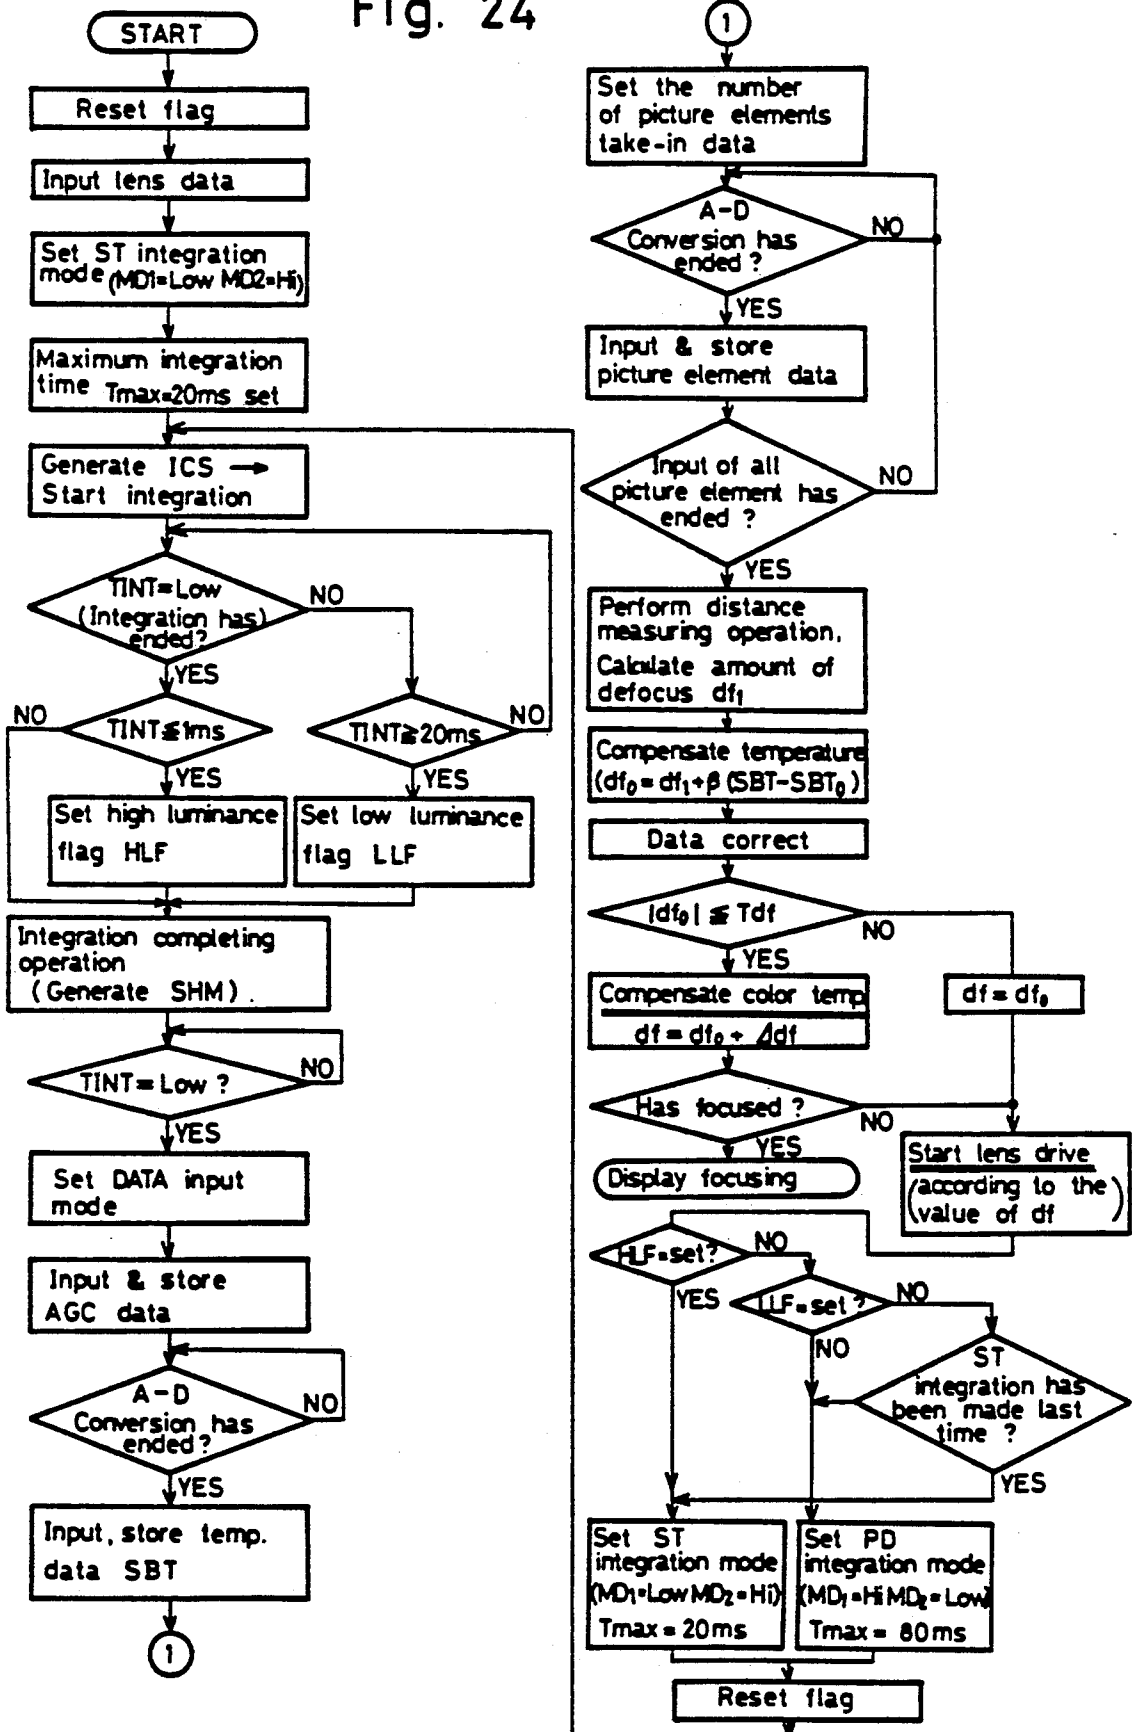 Fig. 24
START
Reset flag
Input lens data
Set ST integration
mode (MD1=Low MD2=Hi)
Maximum integration
time Tmax=20ms set
Generate ICS →
Start integration
TINT=Low
(Integration has)
ended?
NO
YES
NO
TINT≦1ms
TINT≧20ms
NO
YES
YES
Set high luminance
flag HLF
Set low luminance
flag LLF
Integration completing
operation
(Generate SHM).
TINT=Low ?
NO
YES
Set DATA input
mode
Input & store
AGC data
A-D
Conversion has
ended?
NO
YES
Input, store temp.
data SBT
1
1
Set the number
of picture elements
take-in data
A-D
Conversion has
ended ?
NO
YES
Input & store
picture element data
Input of all
picture element has
ended ?
NO
YES
Perform distance
measuring operation.
Calculate amount of
defocus df₁
Compensate temperature
(df₀=df₁+β(SBT-SBT₀)
Data correct
|df₀| ≦ Tdf
NO
YES
Compensate color temp
df = df₀ + Δdf
df = df₀
Has focused ?
NO
YES
Display focusing
Start lens drive
(according to the
value of df)
HLF=set?
NO
YES
LLF=set ?
NO
NO
ST
integration has
been made last
time ?
YES
Set ST
integration mode
(MD₁=Low MD₂=Hi)
Tmax = 20ms
Set PD
integration mode
(MD₁=Hi MD₂=Low)
Tmax = 80ms
Reset flag